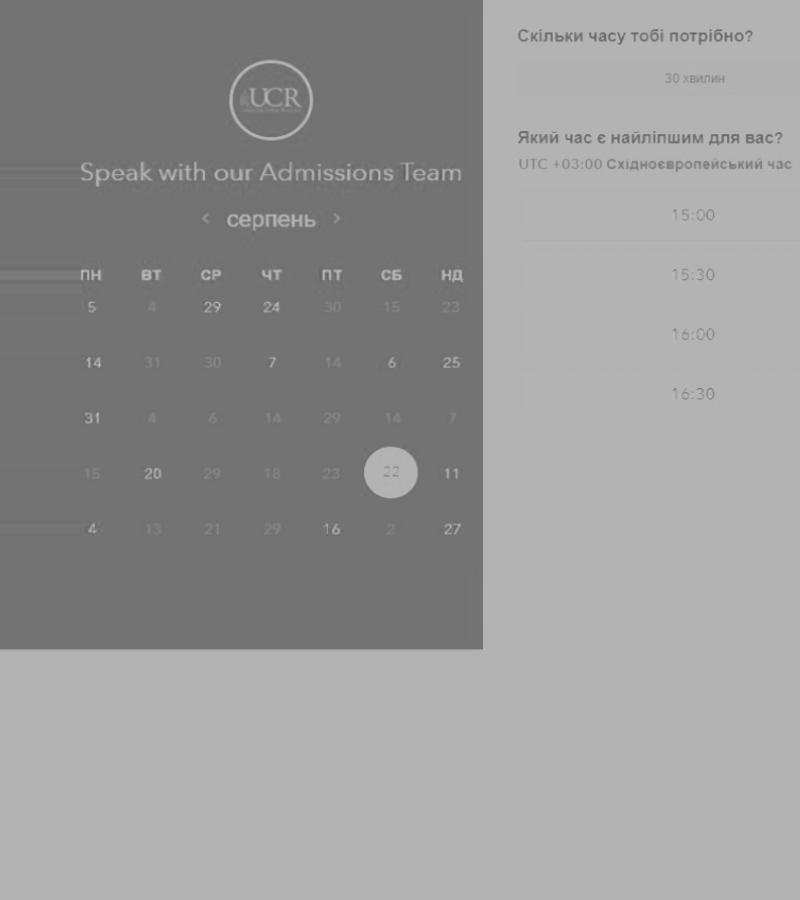 UCR
Speak with our Admissions Team
серпень
ПН ВТ СР ЧТ ПТ СБ НД
5 4 29 24 30 15 23
14 31 30 7 14 6 25
31 4 6 14 29 14 7
15 20 29 18 23 22 11
4 13 21 29 16 2 27
Скільки часу тобі потрібно?
30 хвилин
Який час є найліпшим для вас?
UTC +03:00 Східноєвропейський час
15:00
15:30
16:00
16:30